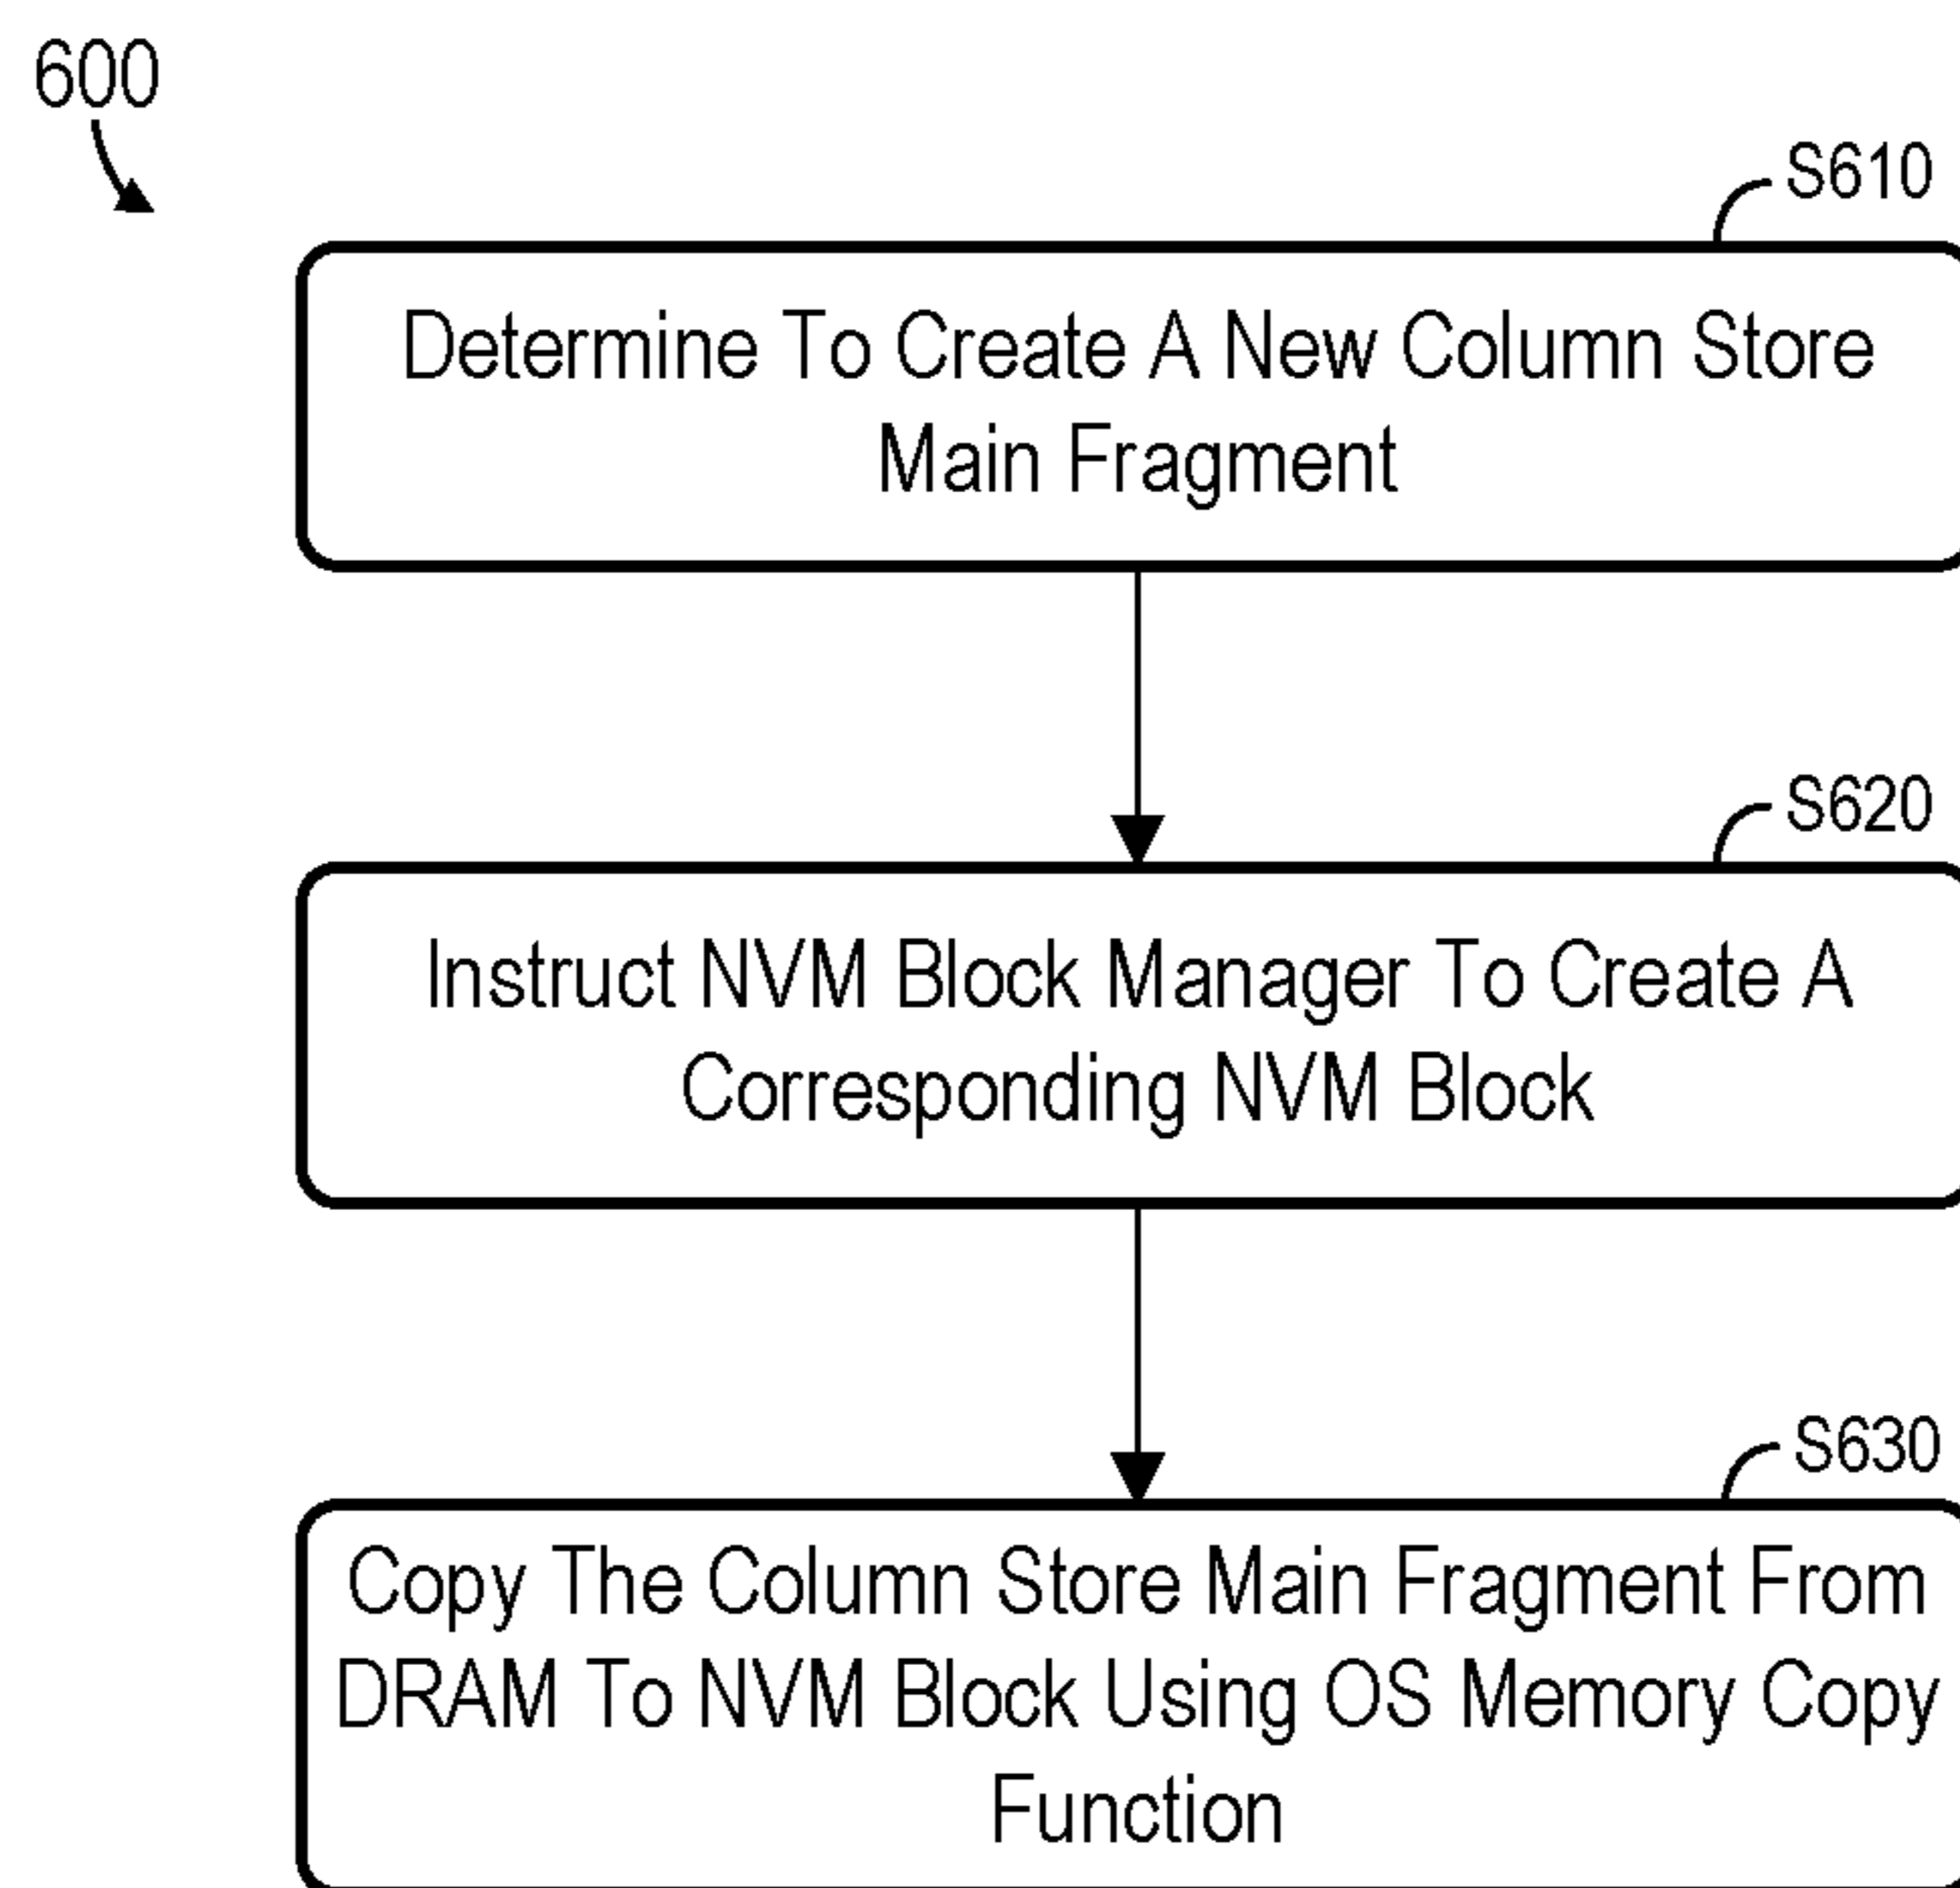 600
S610
Determine To Create A New Column Store
Main Fragment
S620
Instruct NVM Block Manager To Create A
Corresponding NVM Block
S630
Copy The Column Store Main Fragment From
DRAM To NVM Block Using OS Memory Copy
Function